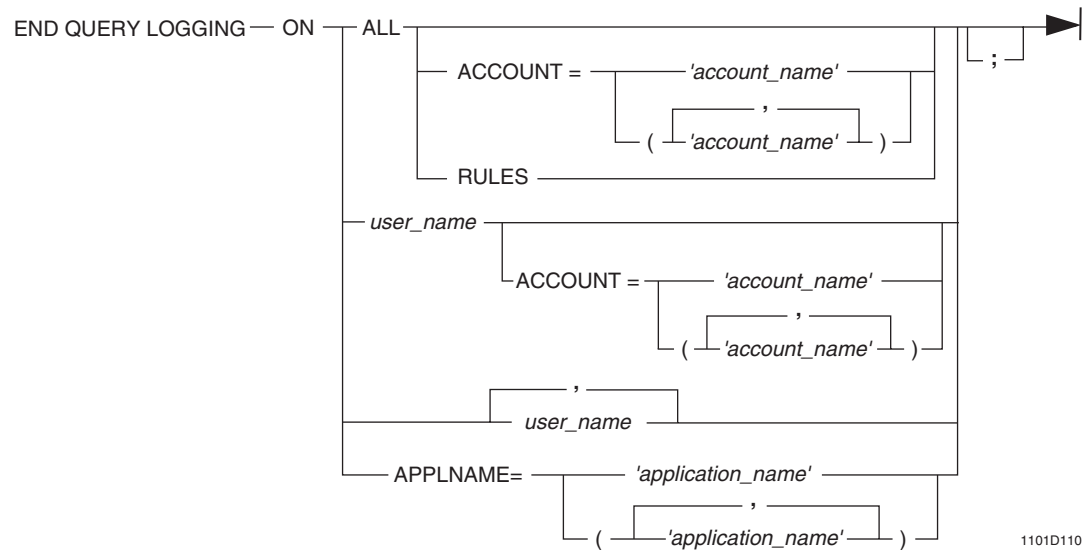 END QUERY LOGGING ON ALL ;
ACCOUNT = 'account_name'
,
( 'account_name' )
RULES
user_name
ACCOUNT = 'account_name'
,
( 'account_name' )
,
user_name
APPLNAME= 'application_name'
,
( 'application_name' )
1101D110